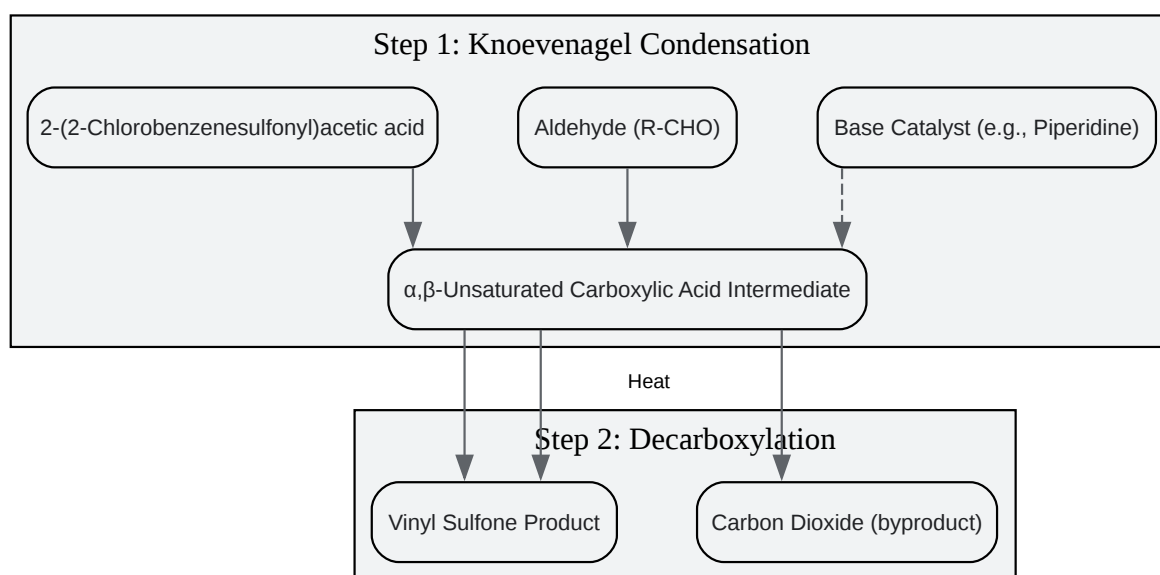 Step 1: Knoevenagel Condensation
2-(2-Chlorobenzenesulfonyl)acetic acid
Aldehyde (R-CHO)
Base Catalyst (e.g., Piperidine)
α,β-Unsaturated Carboxylic Acid Intermediate
Heat
Step 2: Decarboxylation
Vinyl Sulfone Product
Carbon Dioxide (byproduct)